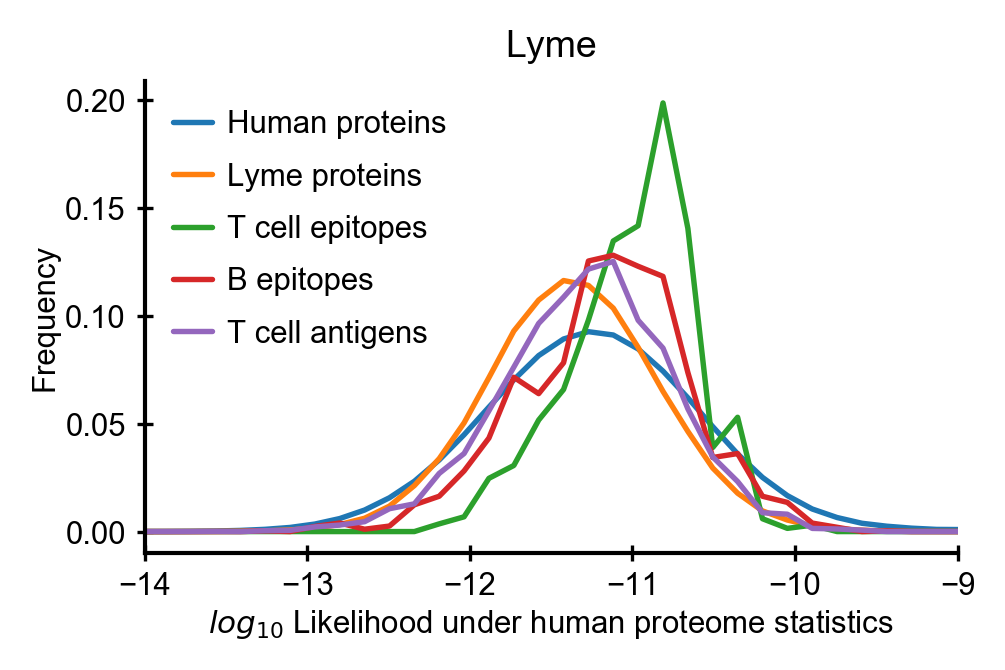 Lyme
Frequency
0.20
0.15
0.10
0.05
0.00
Human proteins
Lyme proteins
T cell epitopes
B epitopes
T cell antigens
−14 −13 −12 −11 −10 −9
log₁₀ Likelihood under human proteome statistics